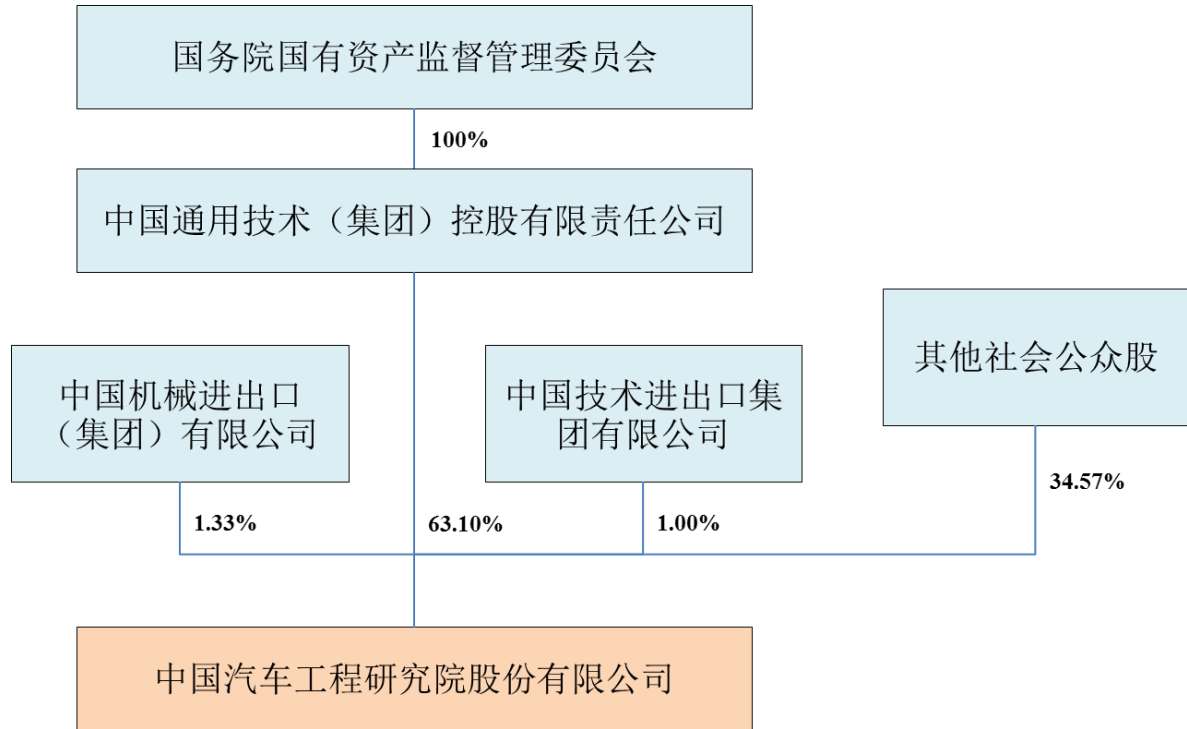 国务院国有资产监督管理委员会
100%
中国通用技术（集团）控股有限责任公司
中国机械进出口
（集团）有限公司
中国技术进出口集
团有限公司
其他社会公众股
1.33%
63.10%
1.00%
34.57%
中国汽车工程研究院股份有限公司